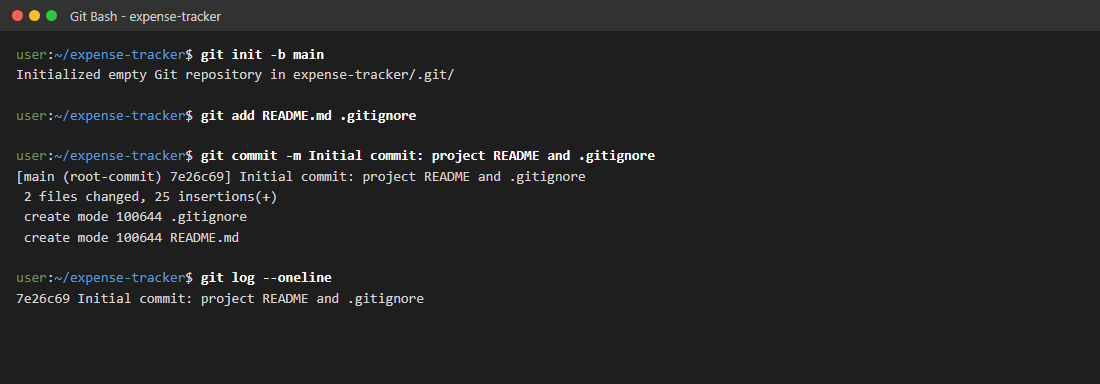 Git Bash - expense-tracker
user:~/expense-tracker$ git init -b main
Initialized empty Git repository in expense-tracker/.git/
user:~/expense-tracker$ git add README.md .gitignore
user:~/expense-tracker$ git commit -m Initial commit: project README and .gitignore
[main (root-commit) 7e26c69] Initial commit: project README and .gitignore
 2 files changed, 25 insertions(+)
 create mode 100644 .gitignore
 create mode 100644 README.md
user:~/expense-tracker$ git log --oneline
7e26c69 Initial commit: project README and .gitignore